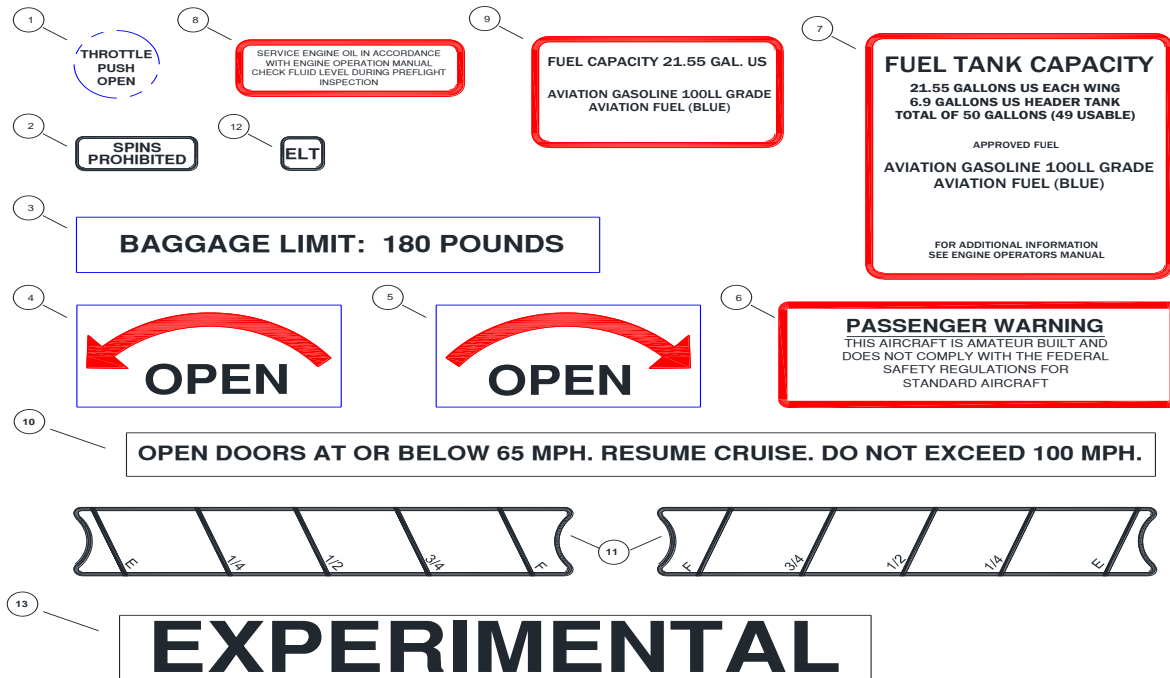 1
THROTTLE
PUSH
OPEN
8
SERVICE ENGINE OIL IN ACCORDANCE
WITH ENGINE OPERATION MANUAL
CHECK FLUID LEVEL DURING PREFLIGHT
INSPECTION
9
FUEL CAPACITY 21.55 GAL. US
AVIATION GASOLINE 100LL GRADE
AVIATION FUEL (BLUE)
7
FUEL TANK CAPACITY
21.55 GALLONS US EACH WING
6.9 GALLONS US HEADER TANK
TOTAL OF 50 GALLONS (49 USABLE)
APPROVED FUEL
AVIATION GASOLINE 100LL GRADE
AVIATION FUEL (BLUE)
FOR ADDITIONAL INFORMATION
SEE ENGINE OPERATORS MANUAL
2
SPINS
PROHIBITED
12
ELT
3
BAGGAGE LIMIT: 180 POUNDS
4
OPEN
5
OPEN
6
PASSENGER WARNING
THIS AIRCRAFT IS AMATEUR BUILT AND
DOES NOT COMPLY WITH THE FEDERAL
SAFETY REGULATIONS FOR
STANDARD AIRCRAFT
10
OPEN DOORS AT OR BELOW 65 MPH. RESUME CRUISE. DO NOT EXCEED 100 MPH.
E 1/4 1/2 3/4 F
11
F 3/4 1/2 1/4 E
13
EXPERIMENTAL